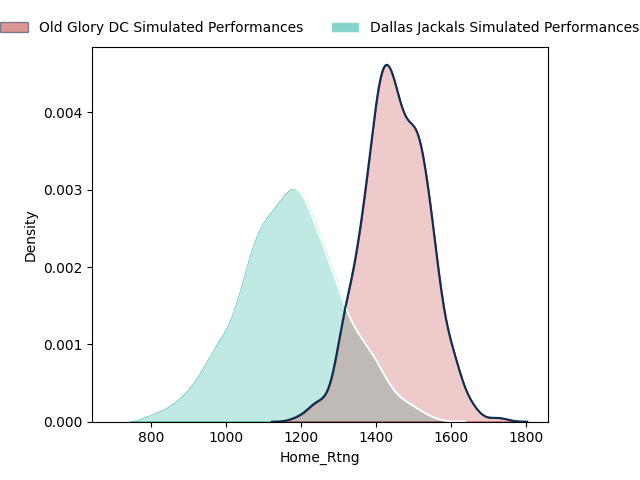 Old Glory DC Simulated Performances Dallas Jackals Simulated Performances
0.004
0.003
0.002
0.001
0.000
Density
800 1000 1200 1400 1600 1800
Home_Rtng